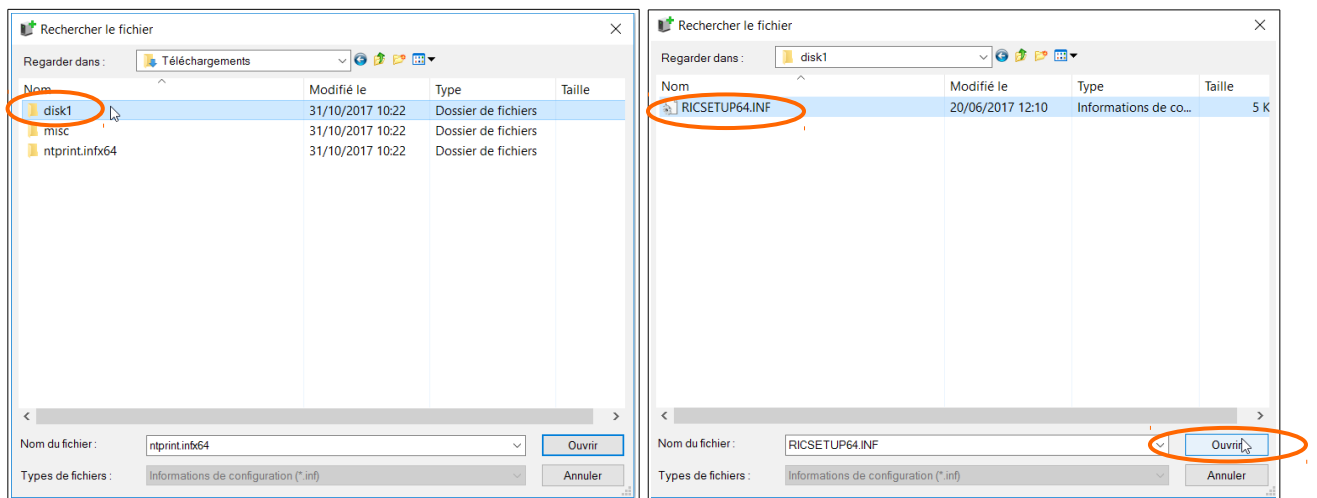 Rechercher le fichier
Regarder dans :
Téléchargements
Nom Modifié le Type Taille
disk1 31/10/2017 10:22 Dossier de fichiers
misc 31/10/2017 10:22 Dossier de fichiers
ntprint.infx64 31/10/2017 10:22 Dossier de fichiers
Nom du fichier : ntprint.infx64 Ouvrir
Types de fichiers : Informations de configuration (*.inf) Annuler
Rechercher le fichier
Regarder dans : disk1
Nom Modifié le Type Taille
RICSETUP64.INF 20/06/2017 12:10 Informations de co... 5 K
Nom du fichier : RICSETUP64.INF Ouvrir
Types de fichiers : Informations de configuration (*.inf) Annuler